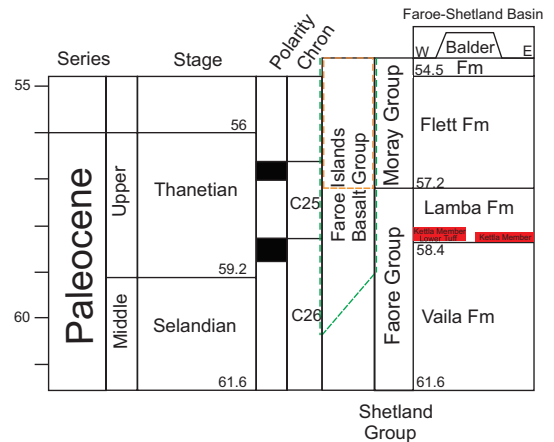 Faroe-Shetland Basin
Series
Stage
Polarity
Chron
W
Balder
E
Fm
54.5
55
56
Paleocene
Upper
Middle
Thanetian
59.2
Selandian
61.6
60
C25
C26
Faroe Islands
Basalt Group
Moray Group
Faore Group
Flett Fm
57.2
Lamba Fm
Kettla Member
Lower Tuff
Kettla Member
58.4
Vaila Fm
61.6
Shetland
Group